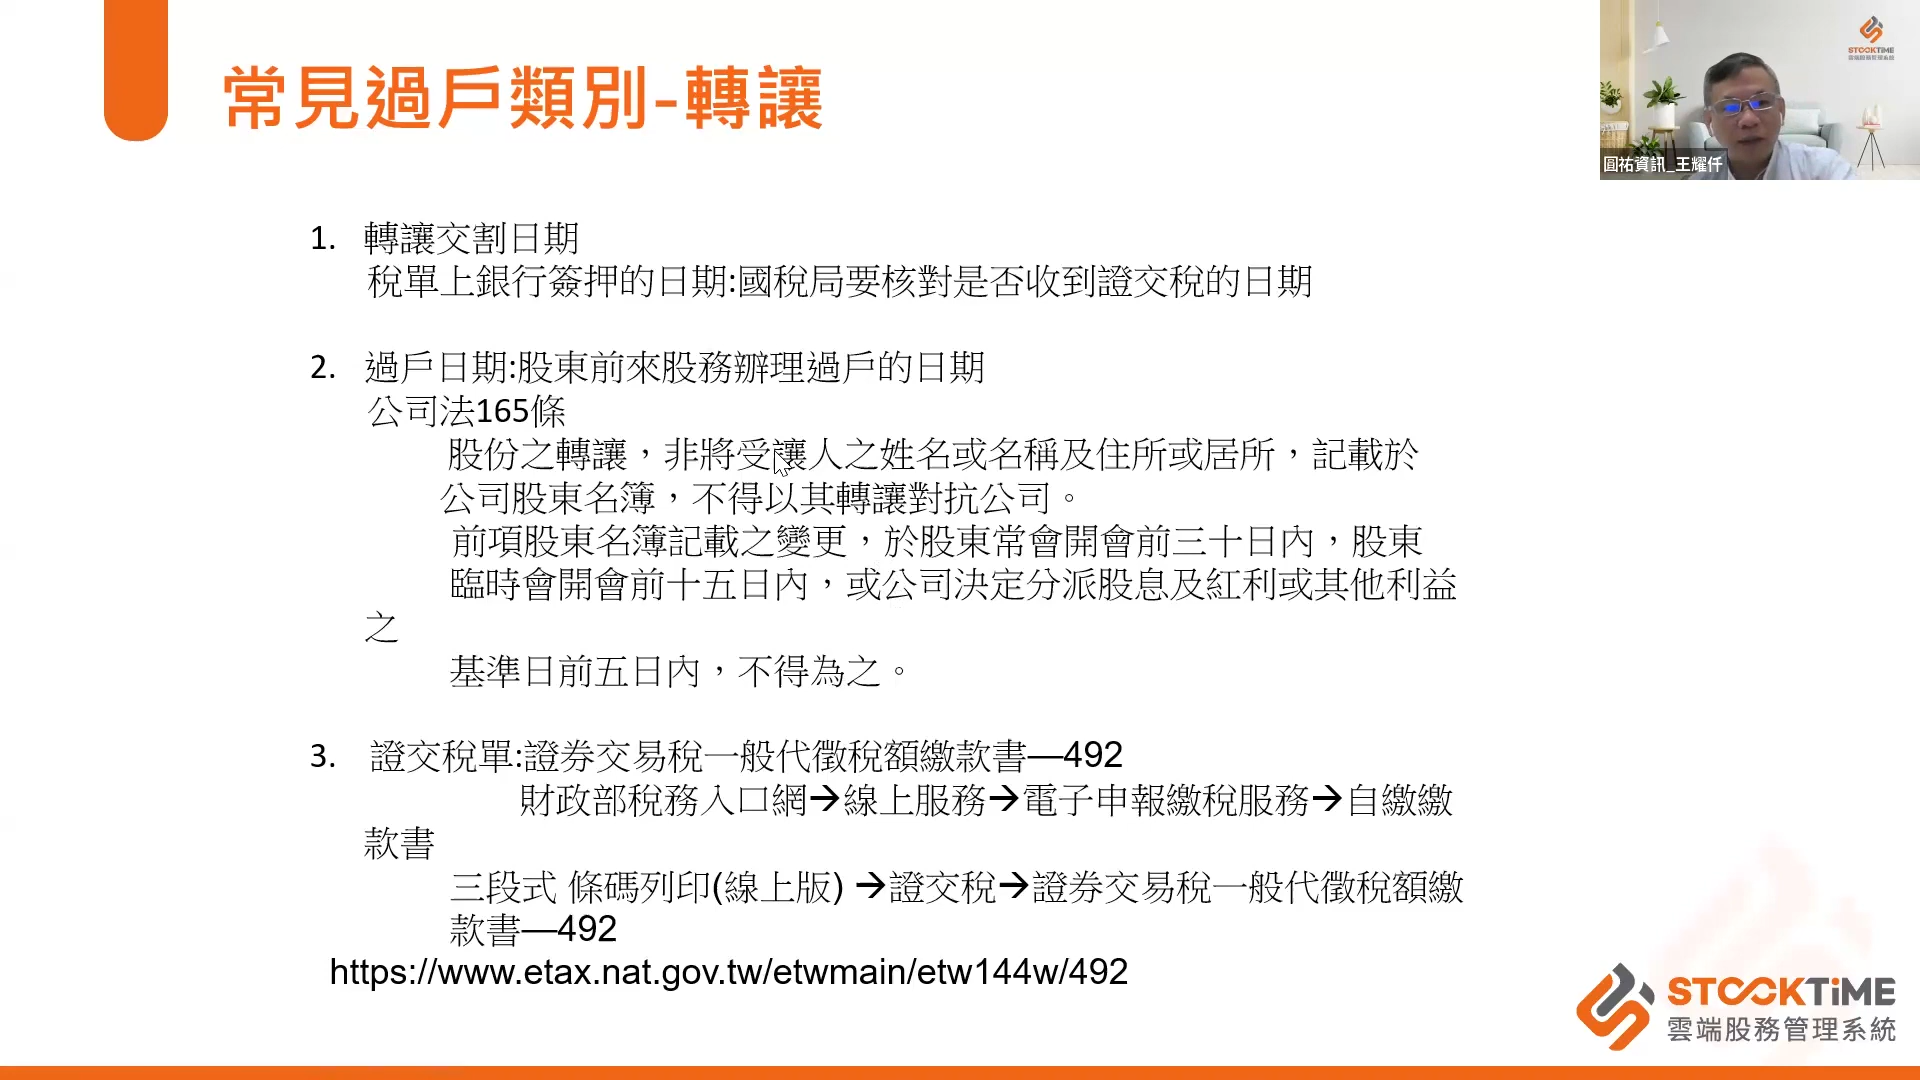 常見過戶類別-轉讓
STOCKTiME
雲端股務管理系統
圓祐資訊_王耀仟
1. 轉讓交割日期
稅單上銀行簽押的日期:國稅局要核對是否收到證交稅的日期
2. 過戶日期:股東前來股務辦理過戶的日期
公司法165條
股份之轉讓，非將受讓人之姓名或名稱及住所或居所，記載於
公司股東名簿，不得以其轉讓對抗公司。
前項股東名簿記載之變更，於股東常會開會前三十日內，股東
臨時會開會前十五日內，或公司決定分派股息及紅利或其他利益
之
基準日前五日內，不得為之。
3. 證交稅單:證券交易稅一般代徵稅額繳款書—492
財政部稅務入口網→線上服務→電子申報繳稅服務→自繳繳
款書
三段式 條碼列印(線上版) →證交稅→證券交易稅一般代徵稅額繳
款書—492
https://www.etax.nat.gov.tw/etwmain/etw144w/492
STOCKTiME
雲端股務管理系統